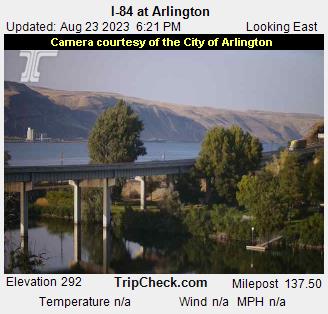 I-84 at Arlington
Updated: Aug 23 2023 6:21 PM Looking East
Camera courtesy of the City of Arlington
Elevation 292 TripCheck.com Milepost 137.50
Temperature n/a Wind n/a MPH n/a